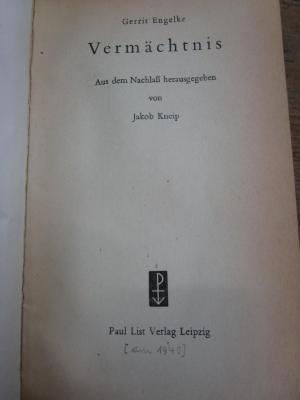 Gerrit Engelke
Vermächtnis
Aus dem Nachlaß herausgegeben
von
Jakob Kneip
Paul List Verlag Leipzig